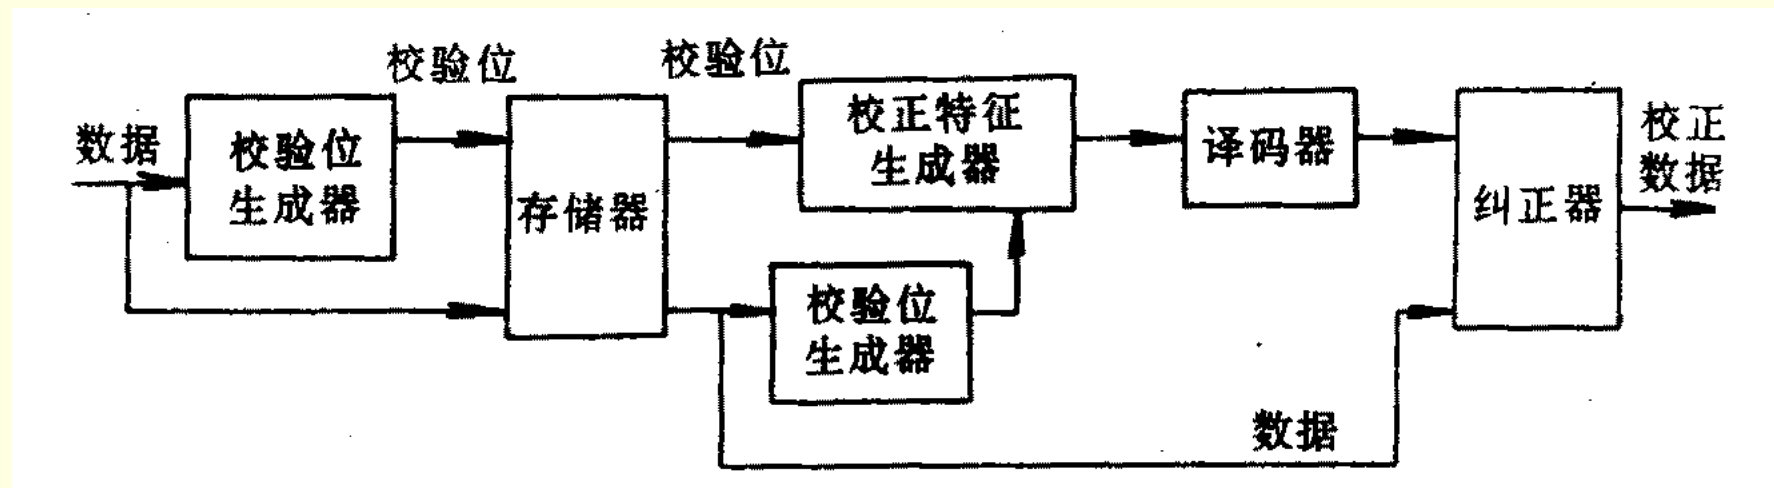 数据
校验位
生成器
校验位
存储器
校验位
校正特征
生成器
校验位
生成器
译码器
数据
纠正器
校正
数据